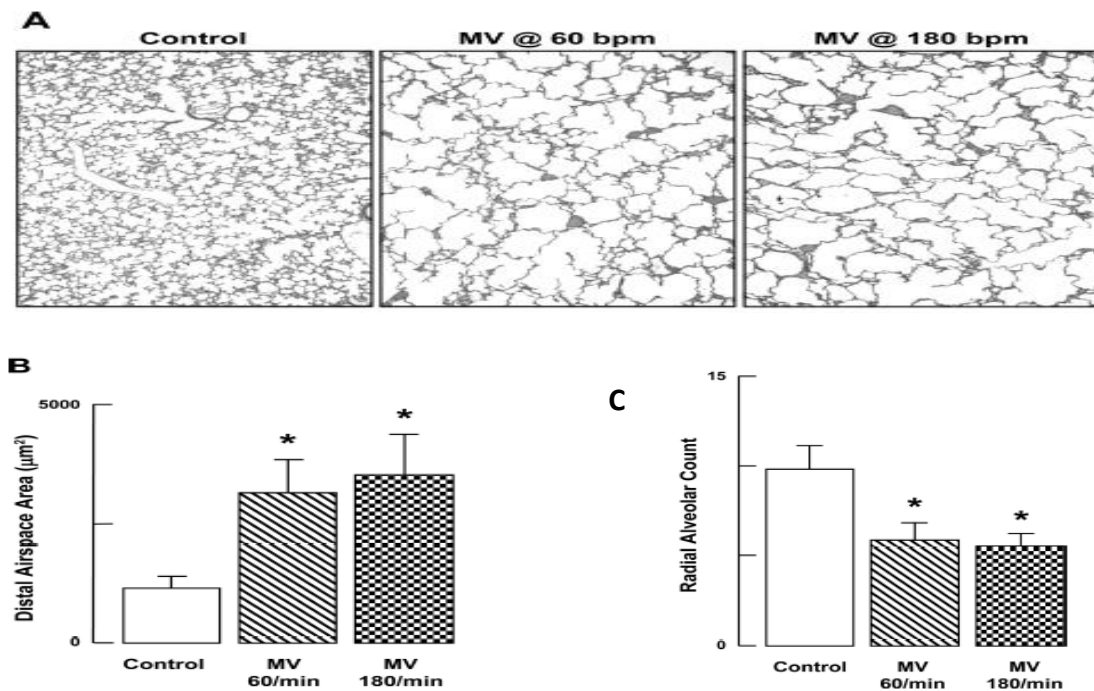 A
Control
MV @ 60 bpm
MV @ 180 bpm
B
5000
Distal Airspace Area (µm²)
*
*
0
Control
MV
60/min
MV
180/min
C
15
Radial Alveolar Count
*
*
0
Control
MV
60/min
MV
180/min